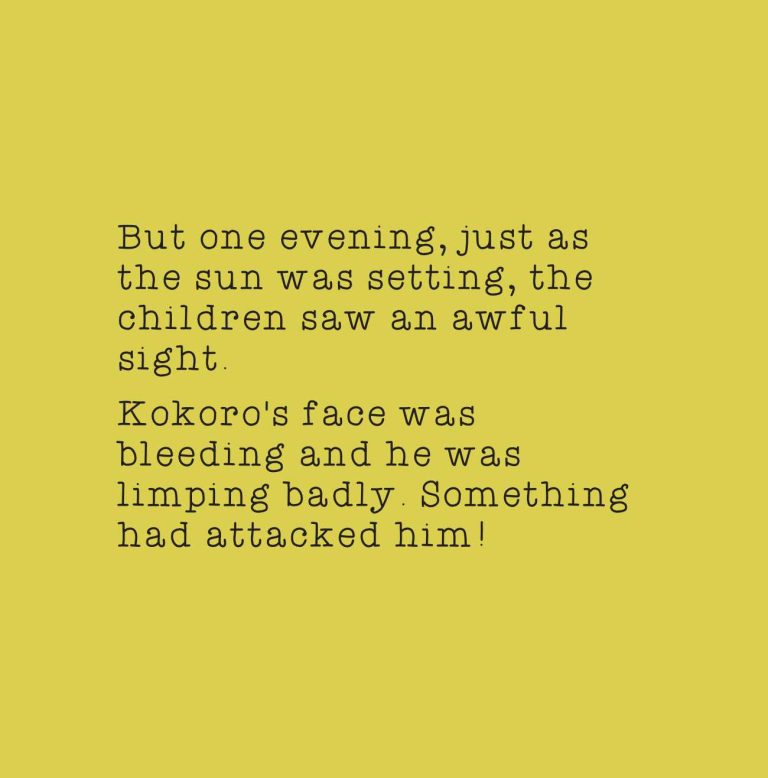 But one evening, just as
the sun was setting, the
children saw an awful
sight.
Kokoro's face was
bleeding and he was
limping badly. Something
had attacked him!